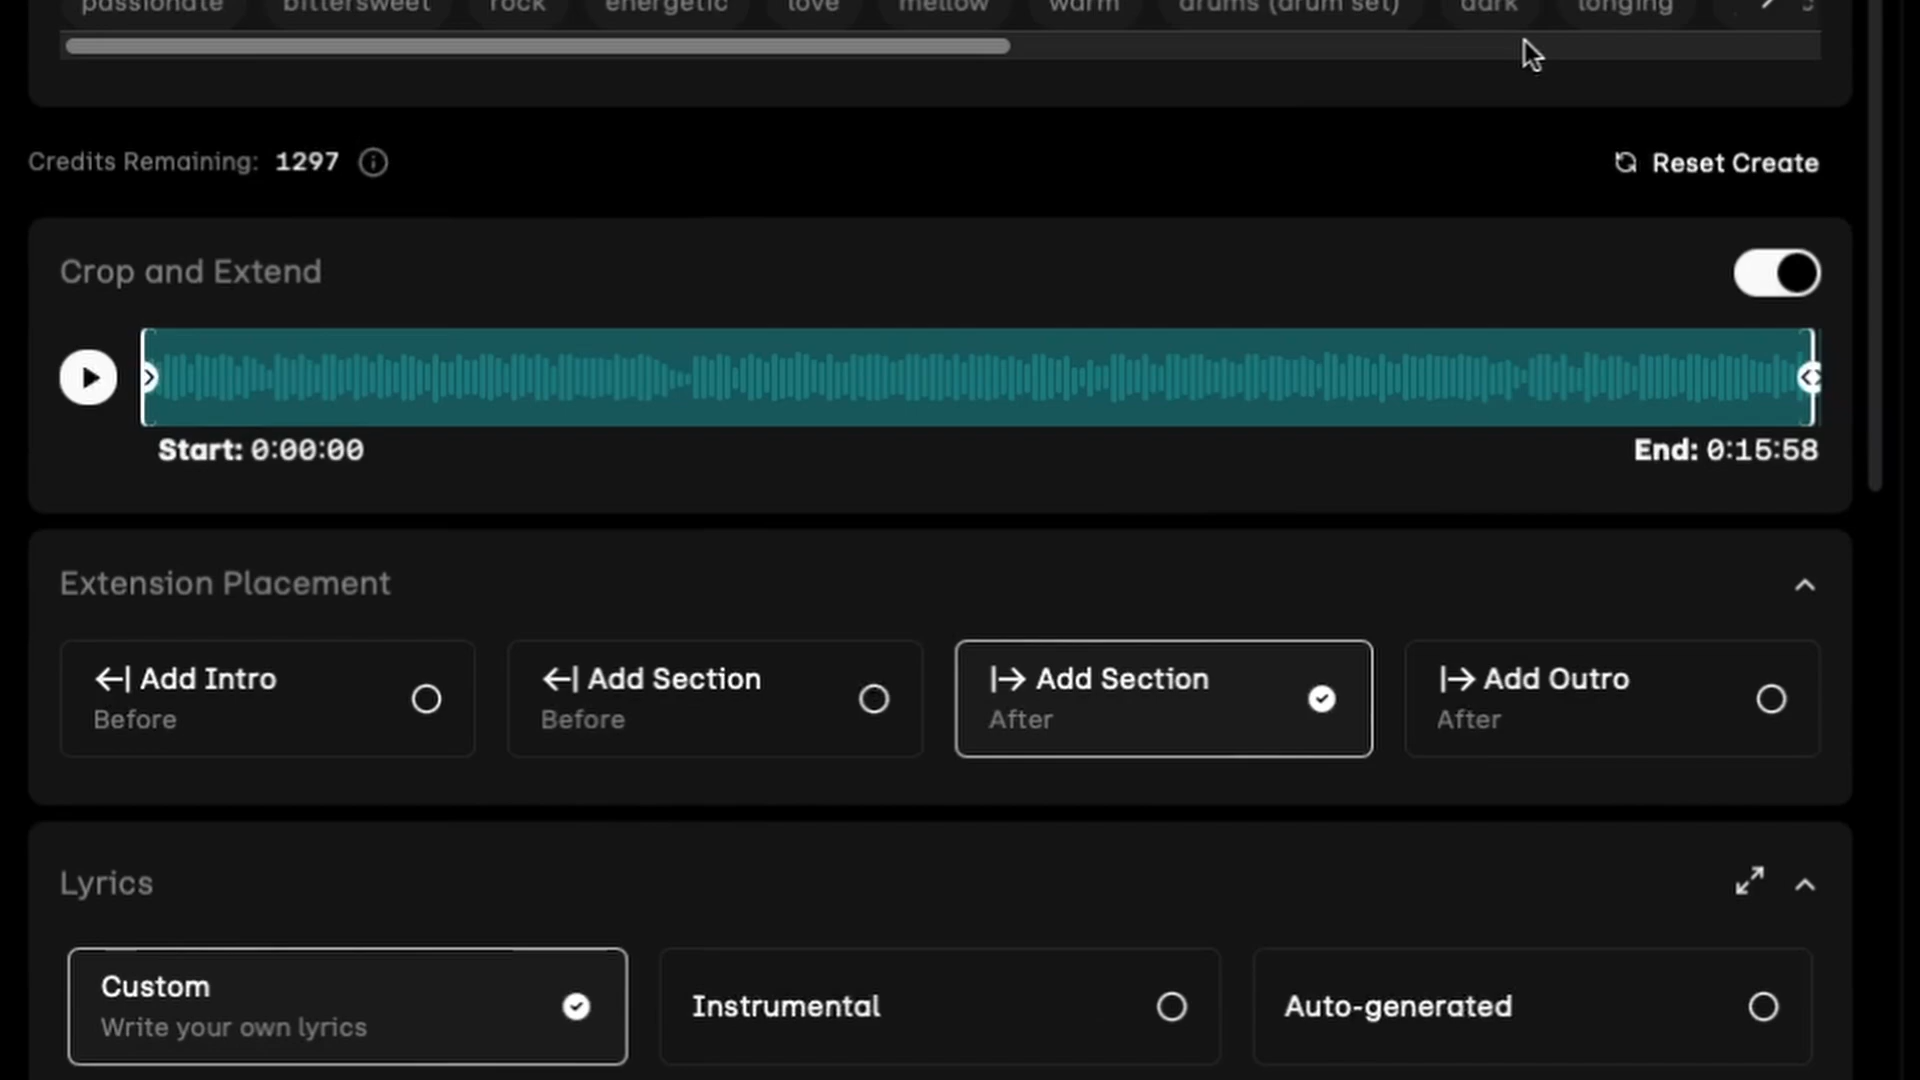 passionate bittersweet rock energetic love mellow warm drums (drum set) dark longing
Credits Remaining: 1297 Reset Create
Crop and Extend
Start: 0:00:00 End: 0:15:58
Extension Placement
Add Intro Add Section Add Section Add Outro
Before Before After After
Lyrics
Custom
Write your own lyrics
Instrumental
Auto-generated